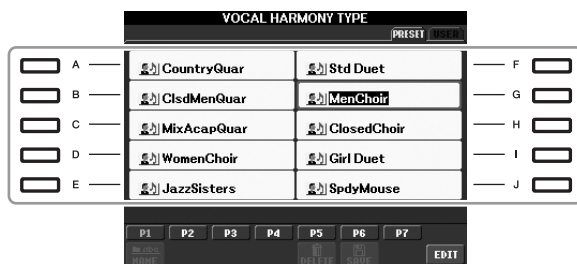 VOCAL HARMONY TYPE
PRESET USER
A CountryQuar Std Duet F
B ClsdMenQuar MenChoir G
C MixAcapQuar ClosedChoir H
D WomenChoir Girl Duet I
E JazzSisters SpdyMouse J
P1 P2 P3 P4 P5 P6 P7
NAME DELETE SAVE EDIT